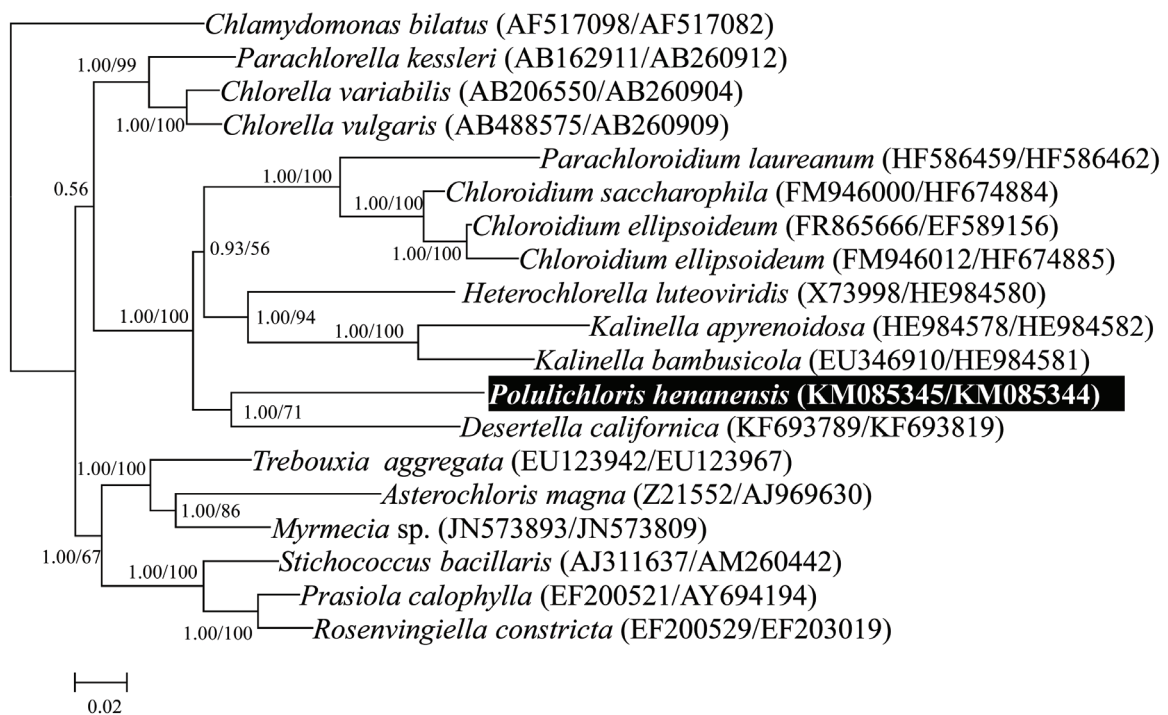 Chlamydomonas bilatus (AF517098/AF517082)
1.00/99
Parachlorella kessleri (AB162911/AB260912)
Chlorella variabilis (AB206550/AB260904)
1.00/100
Chlorella vulgaris (AB488575/AB260909)
Parachloroidium laureanum (HF586459/HF586462)
1.00/100
0.56
Chloroidium saccharophila (FM946000/HF674884)
1.00/100
Chloroidium ellipsoideum (FR865666/EF589156)
0.93/56
1.00/100
Chloroidium ellipsoideum (FM946012/HF674885)
Heterochlorella luteoviridis (X73998/HE984580)
1.00/100
1.00/94
1.00/100
Kalinella apyrenoidosa (HE984578/HE984582)
Kalinella bambusicola (EU346910/HE984581)
Polulichloris henanensis (KM085345/KM085344)
1.00/71
Desertella californica (KF693789/KF693819)
1.00/100
Trebouxia aggregata (EU123942/EU123967)
Asterochloris magna (Z21552/AJ969630)
1.00/86
Myrmecia sp. (JN573893/JN573809)
1.00/67
1.00/100
Stichococcus bacillaris (AJ311637/AM260442)
Prasiola calophylla (EF200521/AY694194)
1.00/100
Rosenvingiella constricta (EF200529/EF203019)
0.02